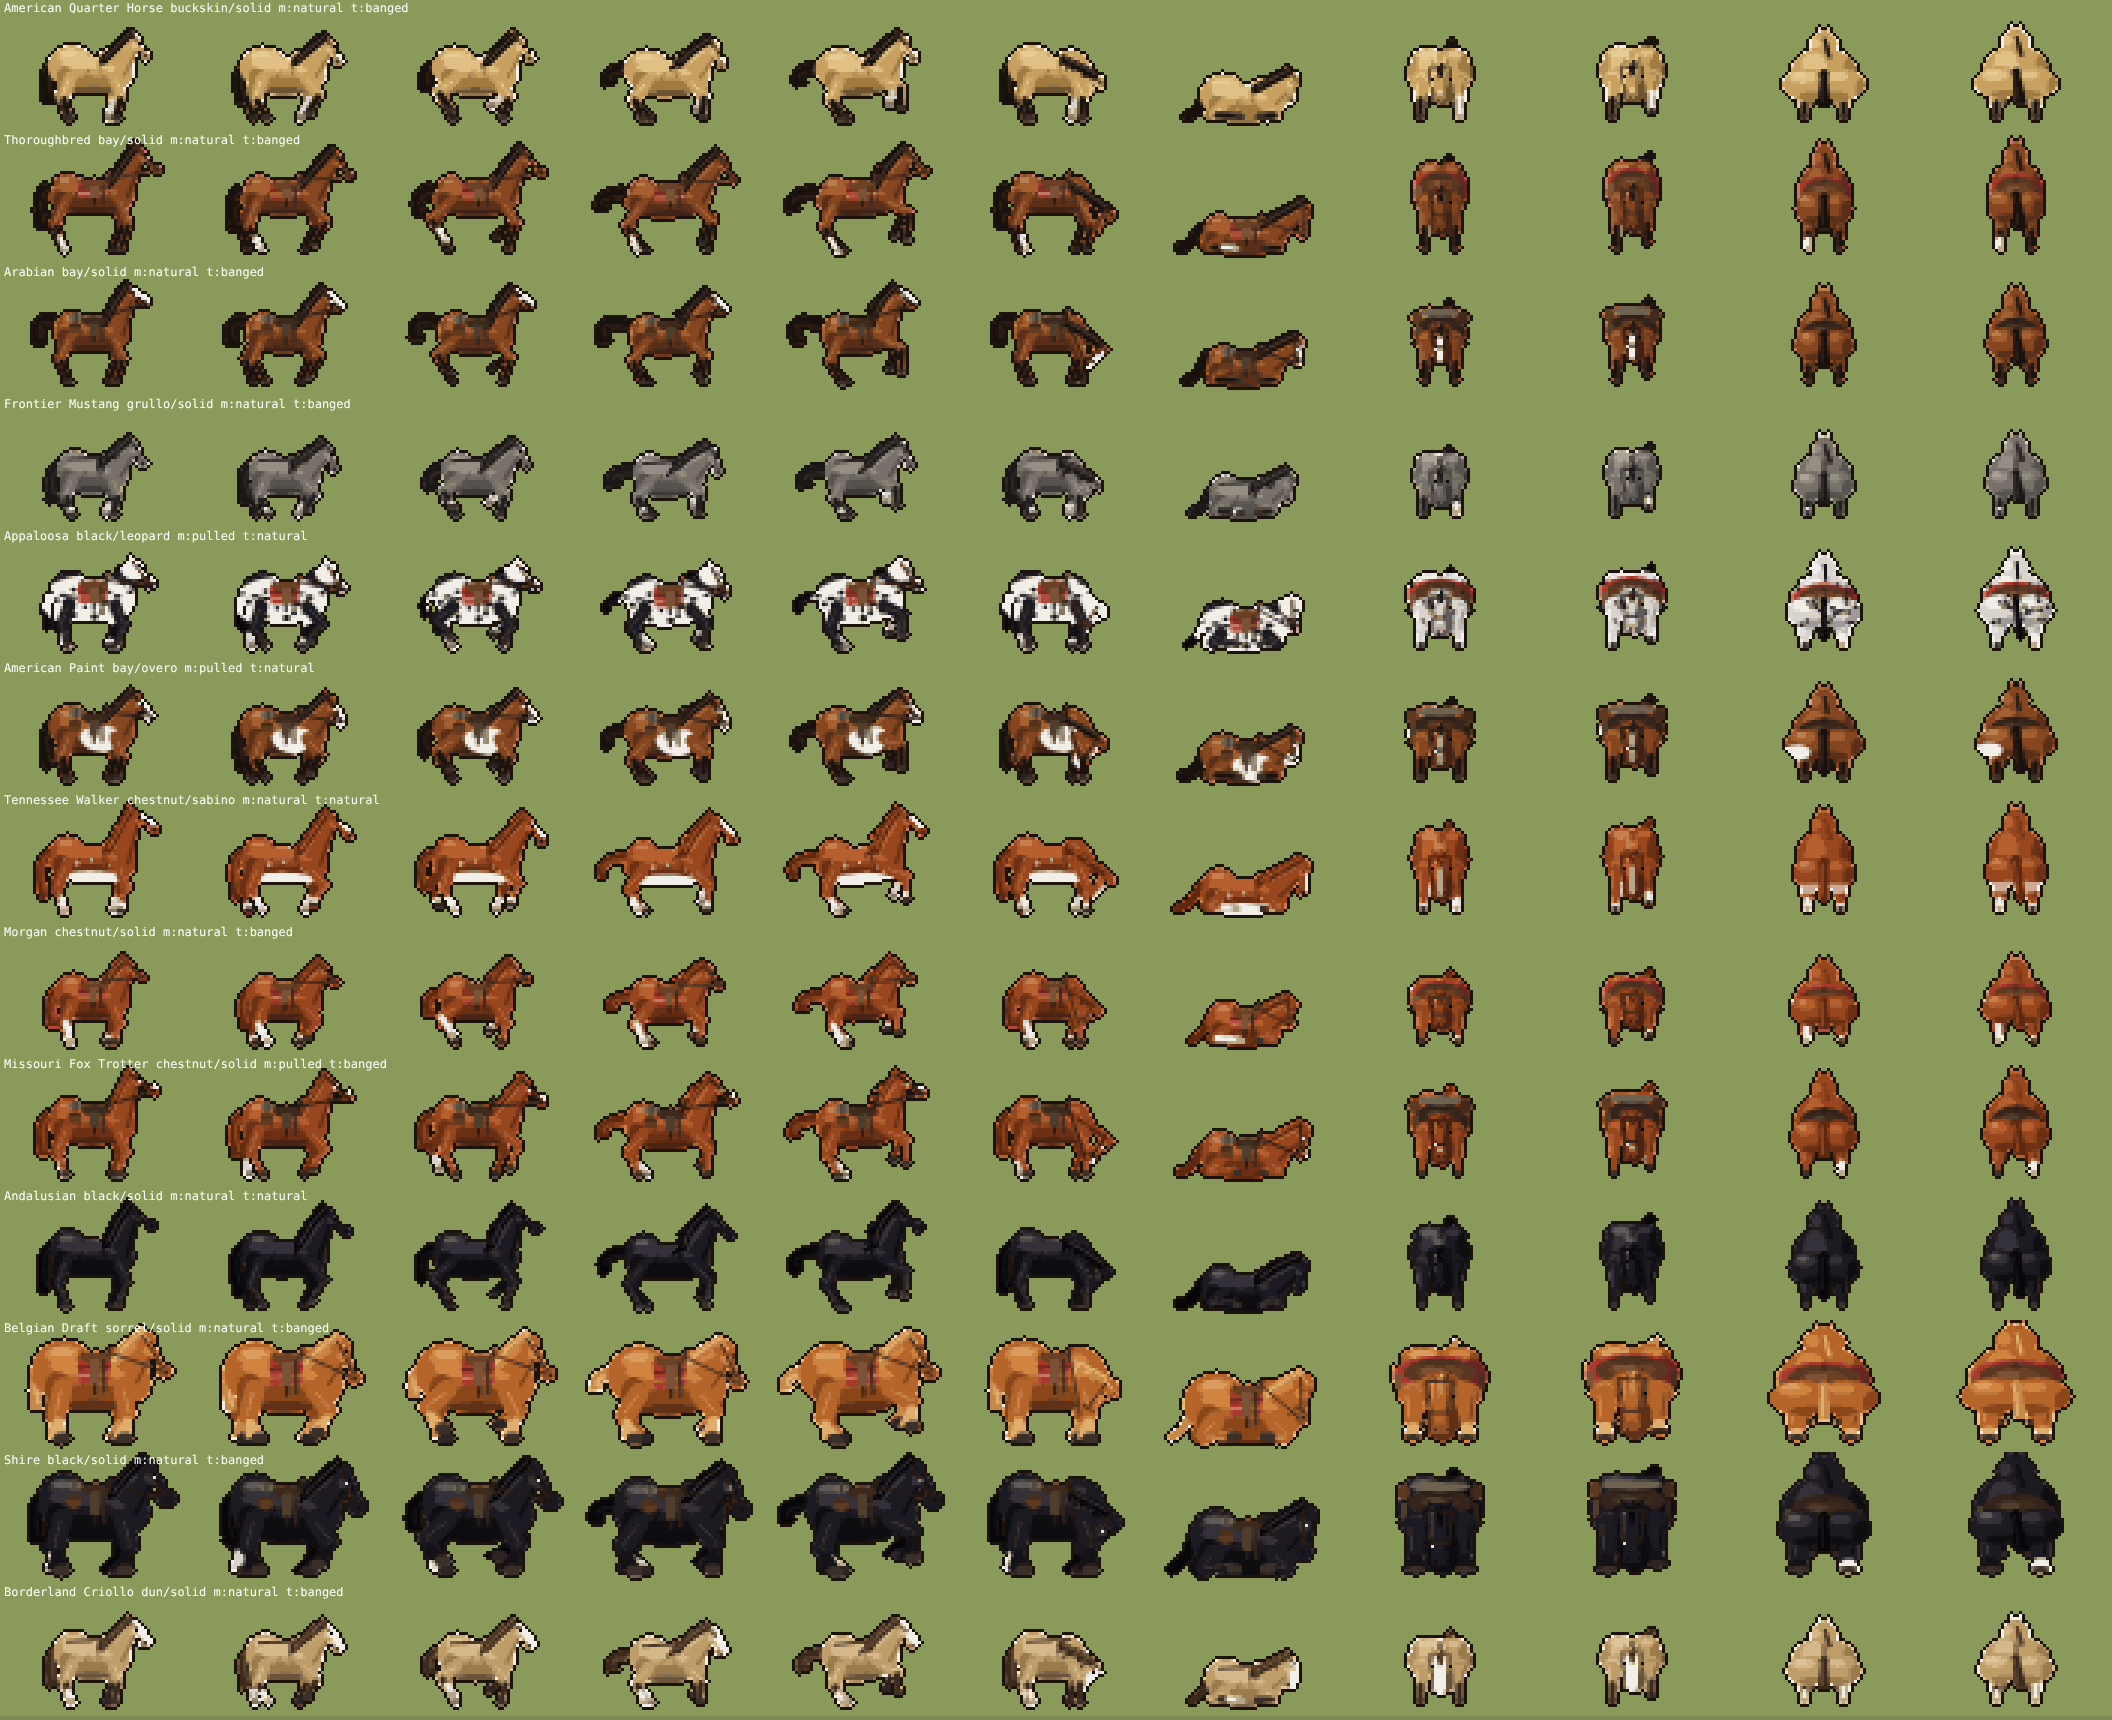 American Quarter Horse buckskin/solid m:natural t:banged
Thoroughbred bay/solid m:natural t:banged
Arabian bay/solid m:natural t:banged
Frontier Mustang grullo/solid m:natural t:banged
Appaloosa black/leopard m:pulled t:natural
American Paint bay/overo m:pulled t:natural
Tennessee Walker chestnut/sabino m:natural t:natural
Morgan chestnut/solid m:natural t:banged
Missouri Fox Trotter chestnut/solid m:pulled t:banged
Andalusian black/solid m:natural t:natural
Belgian Draft sorrel/solid m:natural t:banged
Shire black/solid m:natural t:banged
Borderland Criollo dun/solid m:natural t:banged